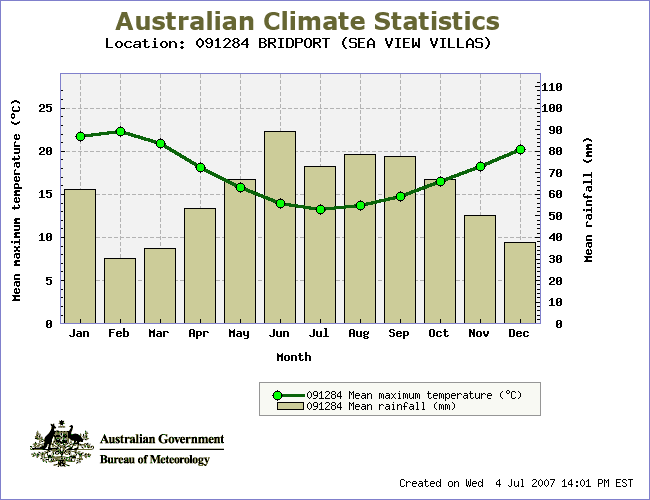 Australian Climate Statistics
Location: 091284 BRIDPORT (SEA VIEW VILLAS)
Mean maximum temperature (°C)
25
20
15
10
5
0
110
100
90
80
70
60
50
40
30
20
10
0
Mean rainfall (mm)
Jan Feb Mar Apr May Jun Jul Aug Sep Oct Nov Dec
Month
091284 Mean maximum temperature (°C)
091284 Mean rainfall (mm)
Australian Government
Bureau of Meteorology
Created on Wed 4 Jul 2007 14:01 PM EST